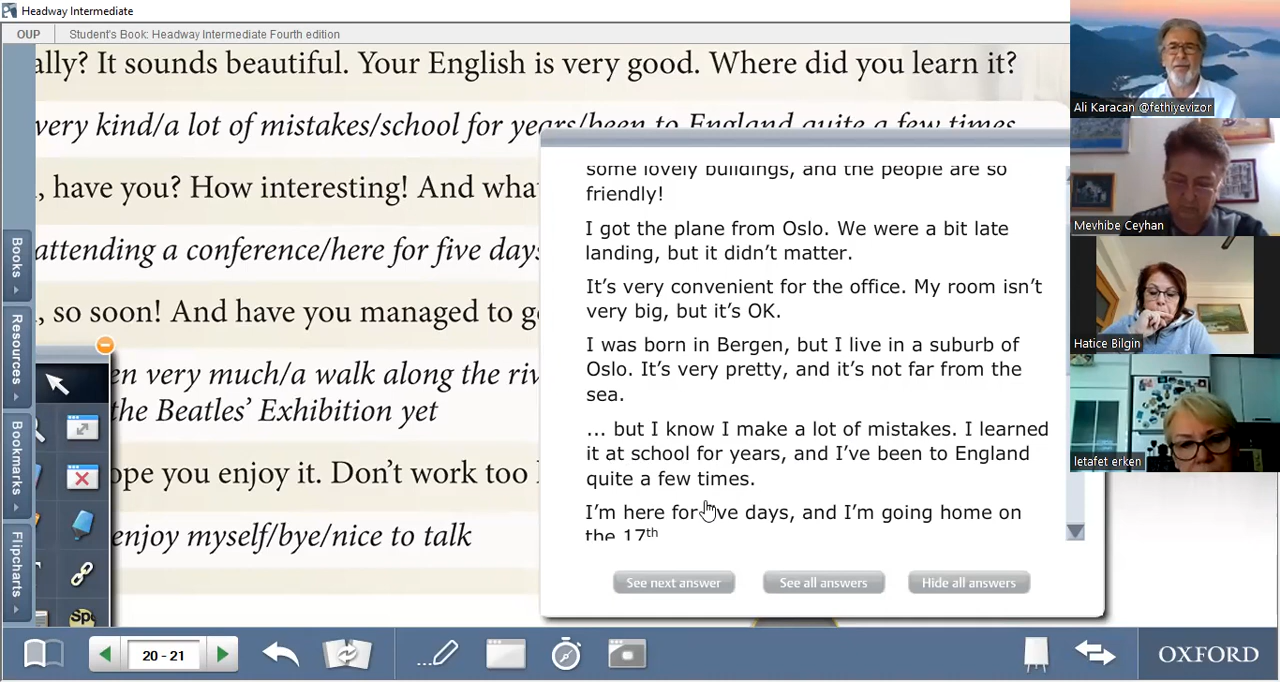 Headway Intermediate
OUP
Student's Book: Headway Intermediate Fourth edition
ally? It sounds beautiful. Your English is very good. Where did you learn it?
very kind/a lot of mistakes/school for years/been to England quite a few times
, have you? How interesting! And what
attending a conference/here for five days
, so soon! And have you managed to g
en very much/a walk along the riv
the Beatles' Exhibition yet
ope you enjoy it. Don't work too
enjoy myself/bye/nice to talk
some lovely buildings, and the people are so
friendly!
I got the plane from Oslo. We were a bit late
landing, but it didn't matter.
It's very convenient for the office. My room isn't
very big, but it's OK.
I was born in Bergen, but I live in a suburb of
Oslo. It's very pretty, and it's not far from the
sea.
... but I know I make a lot of mistakes. I learned
it at school for years, and I've been to England
quite a few times.
I'm here for five days, and I'm going home on
the 17th
See next answer
See all answers
Hide all answers
Books
Resources
Bookmarks
Flipcharts
Spo
20 - 21
OXFORD
Ali Karacan @fethiyevizor
Mevhibe Ceyhan
Hatice Bilgin
letafet erken